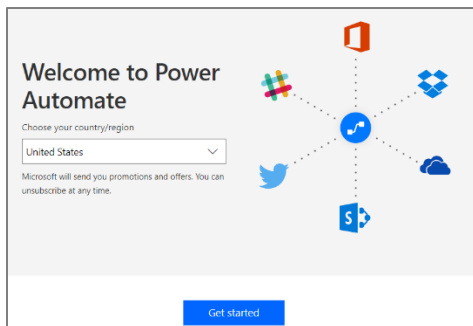 Welcome to Power
Automate
Choose your country/region
United States
Microsoft will send you promotions and offers. You can
unsubscribe at any time.
S
Get started